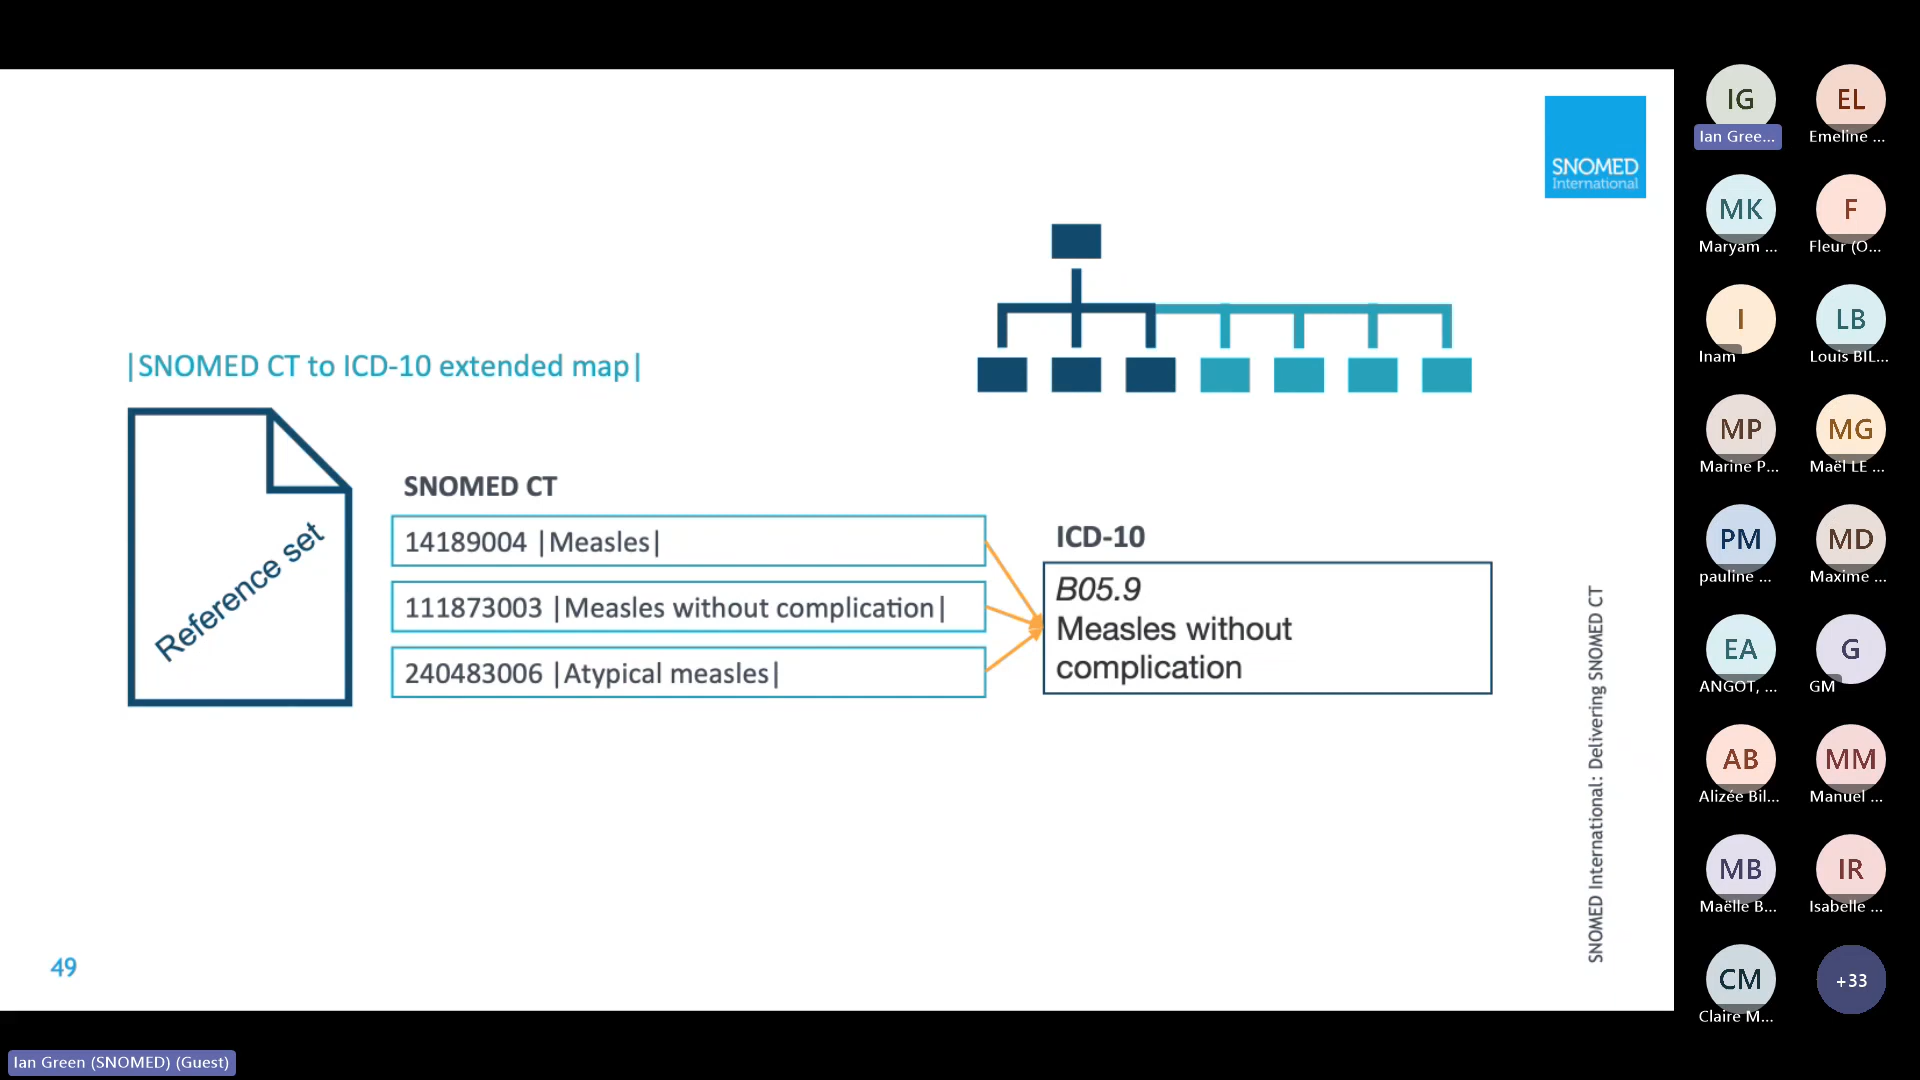 SNOMED
International
|SNOMED CT to ICD-10 extended map|
Reference set
SNOMED CT
14189004 |Measles|
111873003 |Measles without complication|
240483006 |Atypical measles|
ICD-10
B05.9
Measles without
complication
SNOMED International: Delivering SNOMED CT
49
IG
Ian Gree...
EL
Emeline ...
MK
Maryam ...
F
Fleur (O...
I
Inam
LB
Louis BIL...
MP
Marine P...
MG
Maël LE ...
PM
pauline ...
MD
Maxime ...
EA
ANGOT, ...
G
GM
AB
Alizée Bil...
MM
Manuel ...
MB
Maëlle B...
IR
Isabelle ...
CM
Claire M...
+33
Ian Green (SNOMED) (Guest)